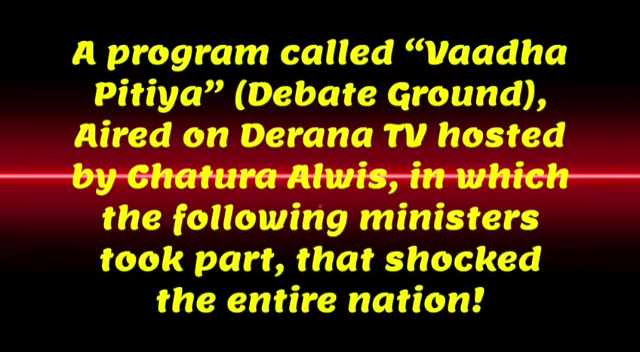 A program called “Vaadha
Pitiya” (Debate Ground),
Aired on Derana TV hosted
by Chatura Alwis, in which
the following ministers
took part, that shocked
the entire nation!